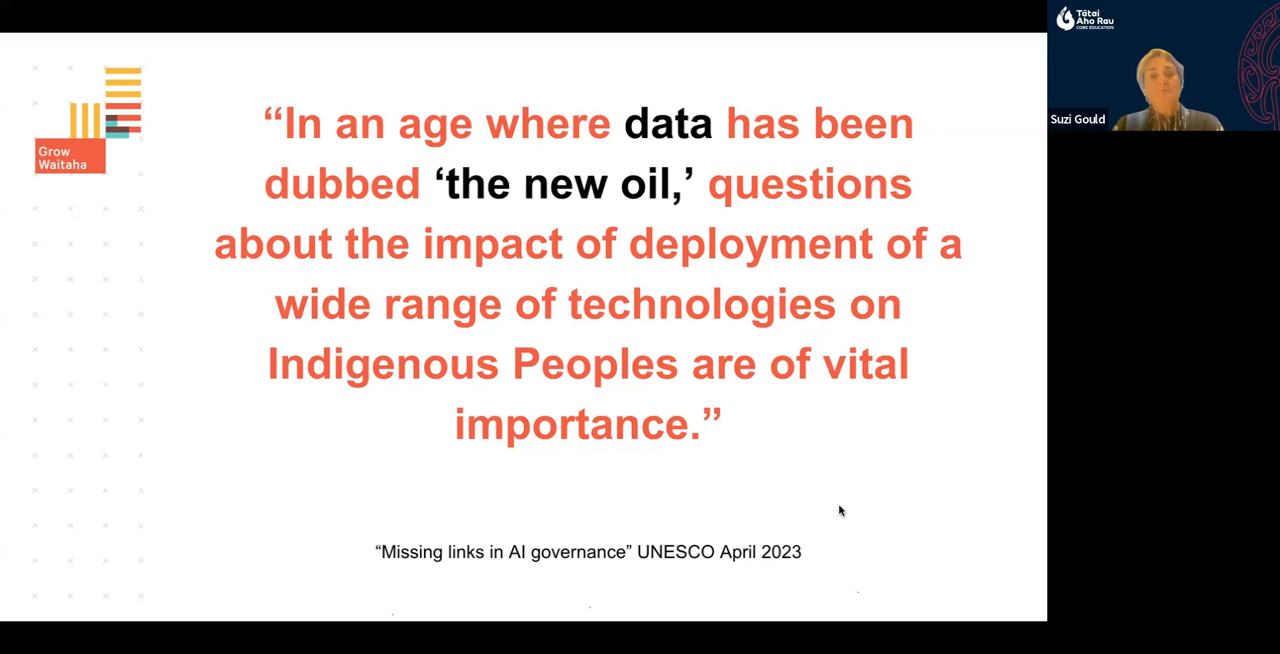 Grow
Waitaha
“In an age where data has been
dubbed ‘the new oil,’ questions
about the impact of deployment of a
wide range of technologies on
Indigenous Peoples are of vital
importance.”
“Missing links in AI governance” UNESCO April 2023
Tātai
Aho Rau
CORE EDUCATION
Suzi Gould